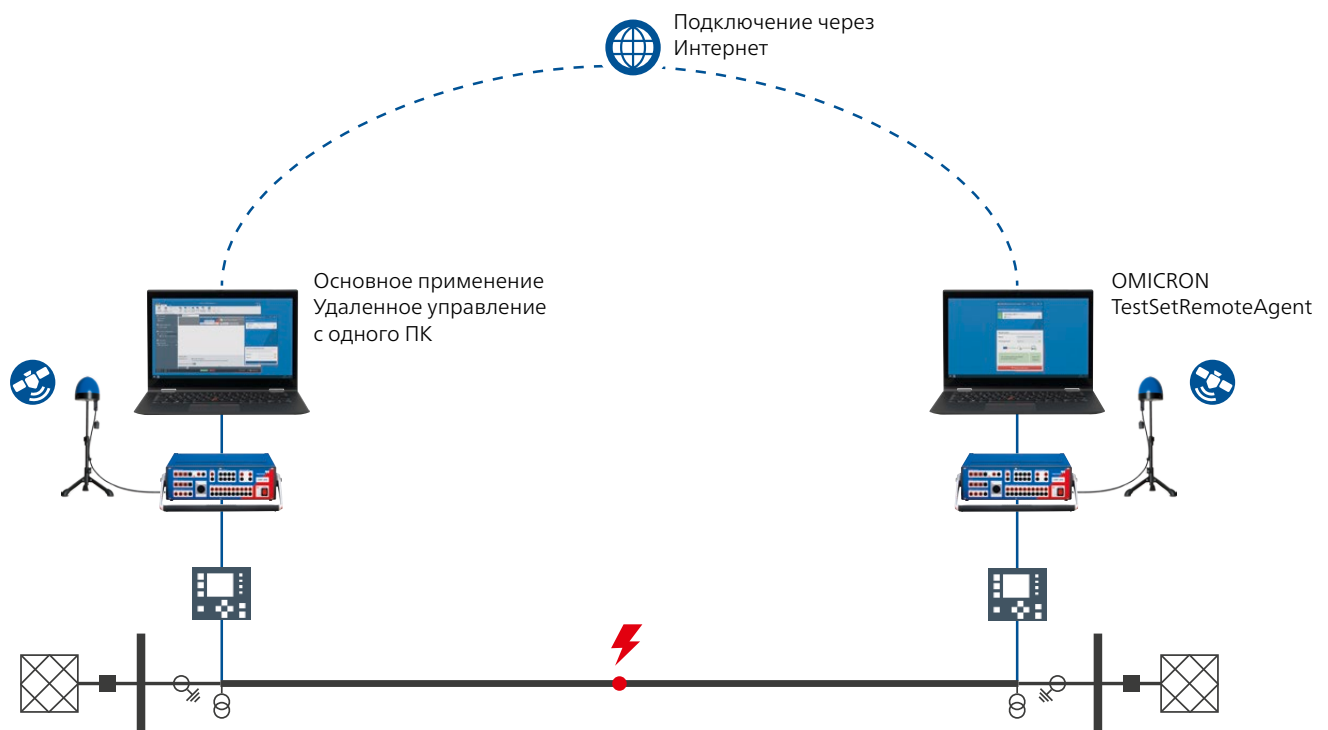 Подключение через
Интернет
Основное применение
Удаленное управление
с одного ПК
OMICRON
TestSetRemoteAgent